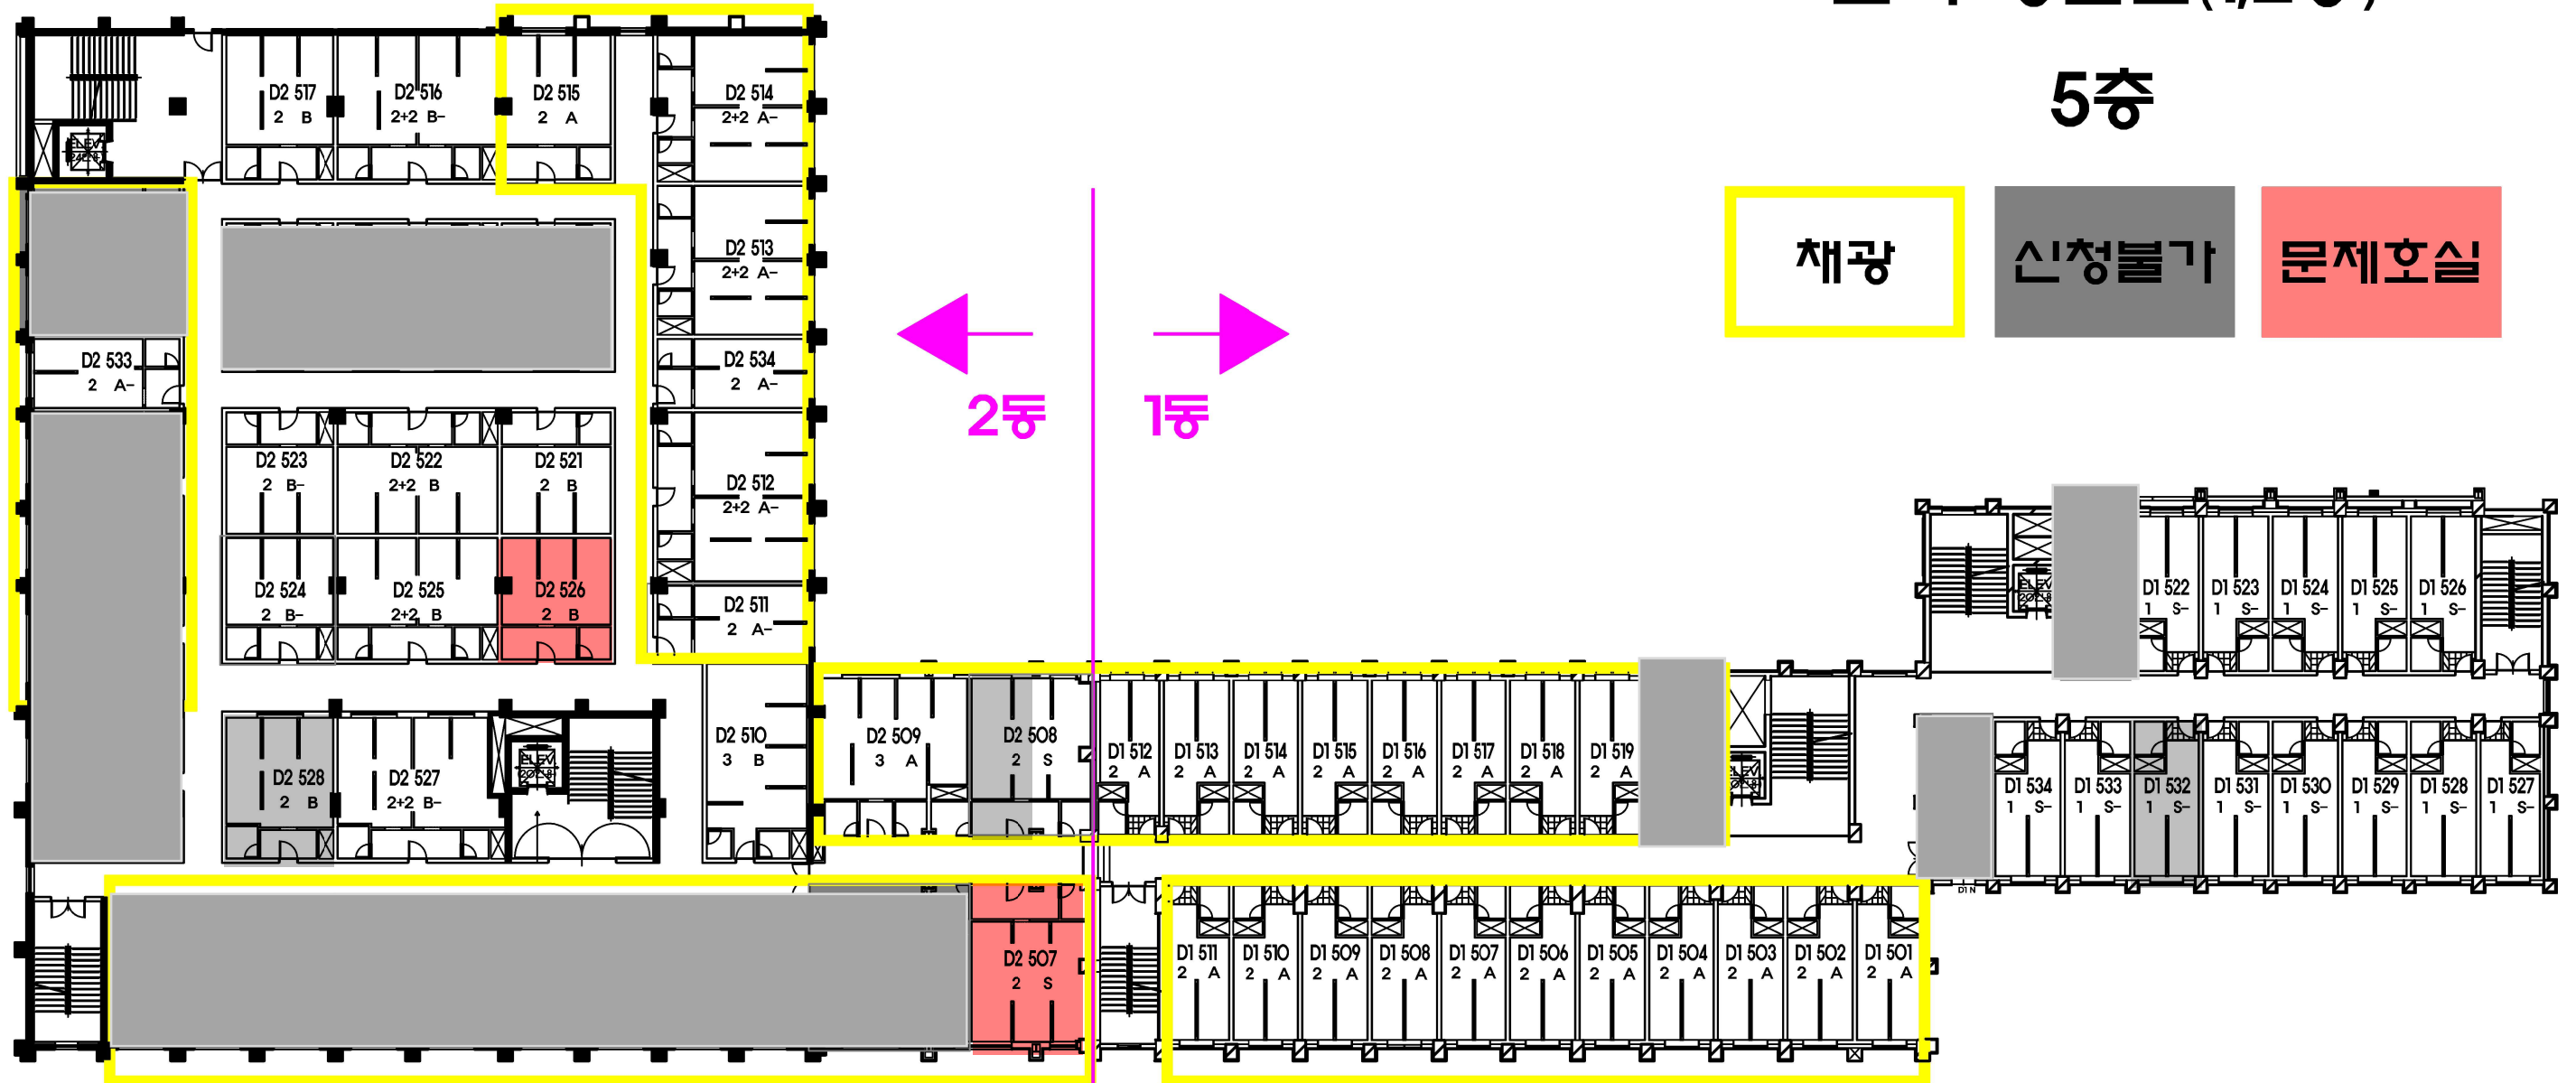 5층
채광
신청불가
문제호실
2동
1동
D2 517
2 B
D2 516
2+2 B-
D2 515
2 A
D2 514
2+2 A-
D2 513
2+2 A-
D2 534
2 A-
D2 512
2+2 A-
D2 511
2 A-
D2 533
2 A-
D2 523
2 B-
D2 522
2+2 B
D2 521
2 B
D2 524
2 B-
D2 525
2+2 B
D2 526
2 B
D2 528
2 B
D2 527
2+2 B-
D2 510
3 B
D2 509
3 A
D2 508
2 S
D2 507
2 S
D1 512
2 A
D1 513
2 A
D1 514
2 A
D1 515
2 A
D1 516
2 A
D1 517
2 A
D1 518
2 A
D1 519
2 A
D1 522
1 S-
D1 523
1 S-
D1 524
1 S-
D1 525
1 S-
D1 526
1 S-
D1 534
1 S-
D1 533
1 S-
D1 532
1 S-
D1 531
1 S-
D1 530
1 S-
D1 529
1 S-
D1 528
1 S-
D1 527
1 S-
D1 511
2 A
D1 510
2 A
D1 509
2 A
D1 508
2 A
D1 507
2 A
D1 506
2 A
D1 505
2 A
D1 504
2 A
D1 503
2 A
D1 502
2 A
D1 501
2 A